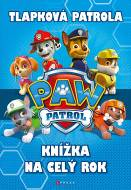 TLAPKOVÁ PATROLA
PAW
PATROL
KNÍŽKA
NA CELÝ ROK